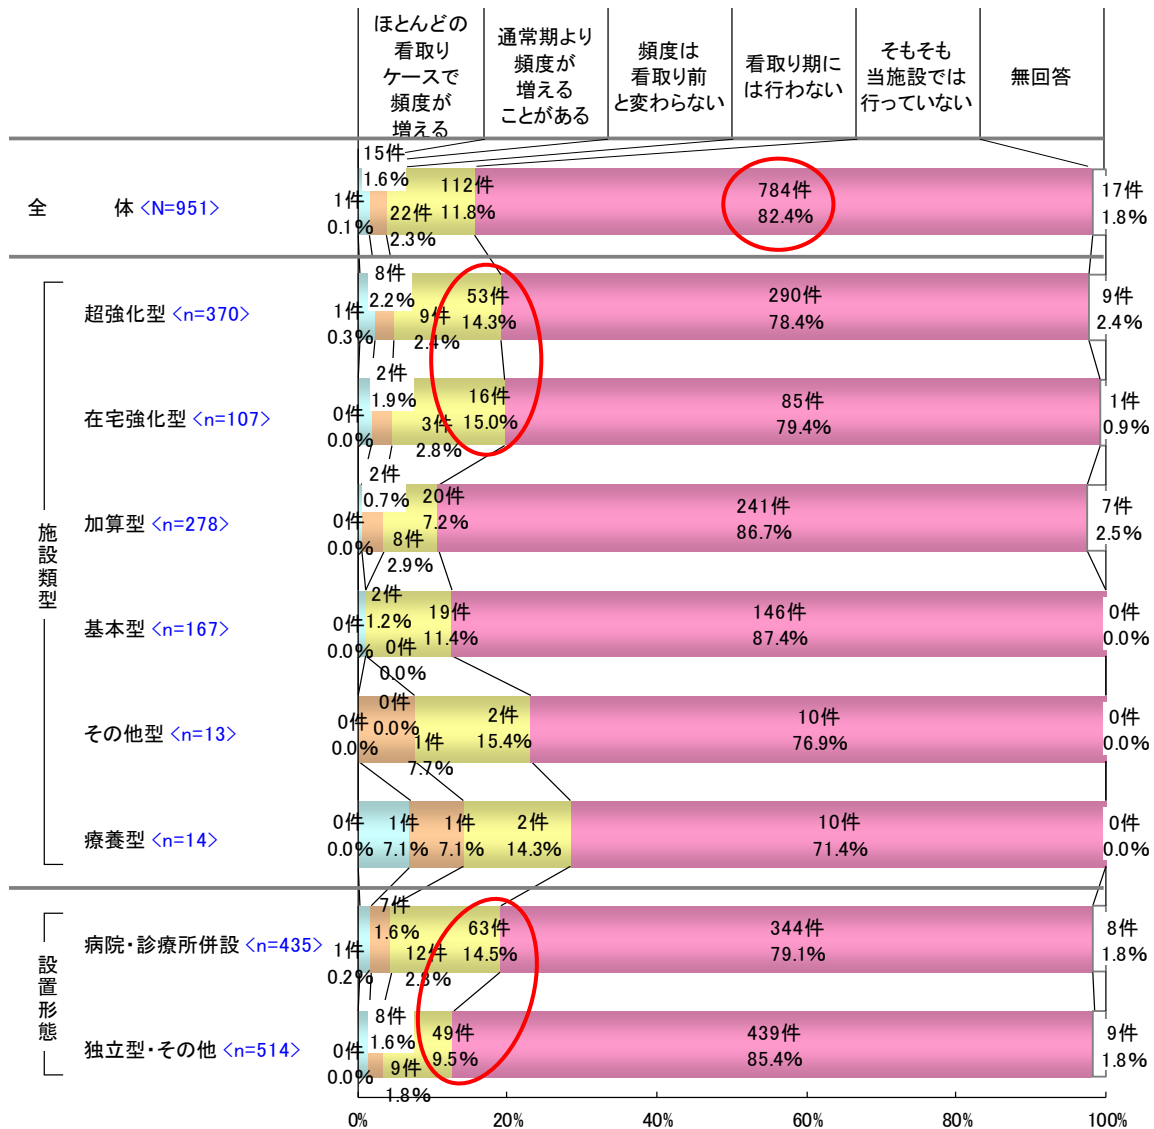 ほとんどの
看取り
ケースで
頻度が
増える
通常期より
頻度が
増える
ことがある
頻度は
看取り前
と変わらない
看取り期に
は行わない
そもそも
当施設では
行っていない
無回答
全 体 <N=951>
1件
0.1%
15件
1.6%
22件
2.3%
112件
11.8%
784件
82.4%
17件
1.8%
施設類型
超強化型 <n=370>
1件
0.3%
8件
2.2%
9件
2.4%
53件
14.3%
290件
78.4%
9件
2.4%
在宅強化型 <n=107>
0件
0.0%
2件
1.9%
3件
2.8%
16件
15.0%
85件
79.4%
1件
0.9%
加算型 <n=278>
0件
0.0%
2件
0.7%
8件
2.9%
20件
7.2%
241件
86.7%
7件
2.5%
基本型 <n=167>
0件
0.0%
2件
1.2%
0件
0.0%
19件
11.4%
146件
87.4%
0件
0.0%
その他型 <n=13>
0件
0.0%
0件
0.0%
1件
7.7%
2件
15.4%
10件
76.9%
0件
0.0%
療養型 <n=14>
0件
0.0%
1件
7.1%
1件
7.1%
2件
14.3%
10件
71.4%
0件
0.0%
設置形態
病院・診療所併設 <n=435>
1件
0.2%
7件
1.6%
12件
2.8%
63件
14.5%
344件
79.1%
8件
1.8%
独立型・その他 <n=514>
0件
0.0%
8件
1.6%
9件
1.8%
49件
9.5%
439件
85.4%
9件
1.8%
0% 20% 40% 60% 80% 100%